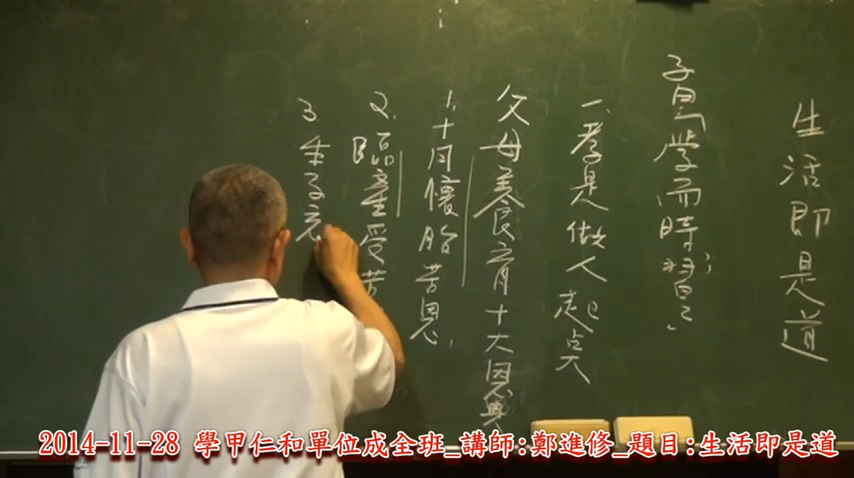 生活即是道
子曰「學而時習之」
一、孝是做人起點
父母養育十大恩典
1.十月懷胎苦恩.
2.臨產受苦
3 生子忘
2014-11-28 學甲仁和單位成全班_講師:鄭進修_題目:生活即是道